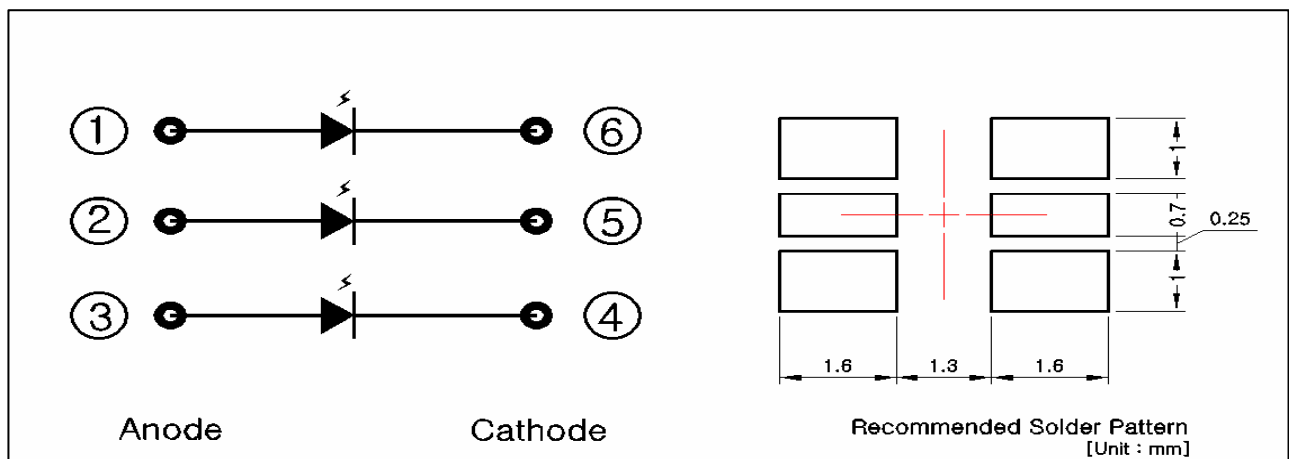 ① ⑥
② ⑤
③ ④
Anode Cathode
1
0.7
0.25
1
1.6 1.3 1.6
Recommended Solder Pattern
[Unit : mm]